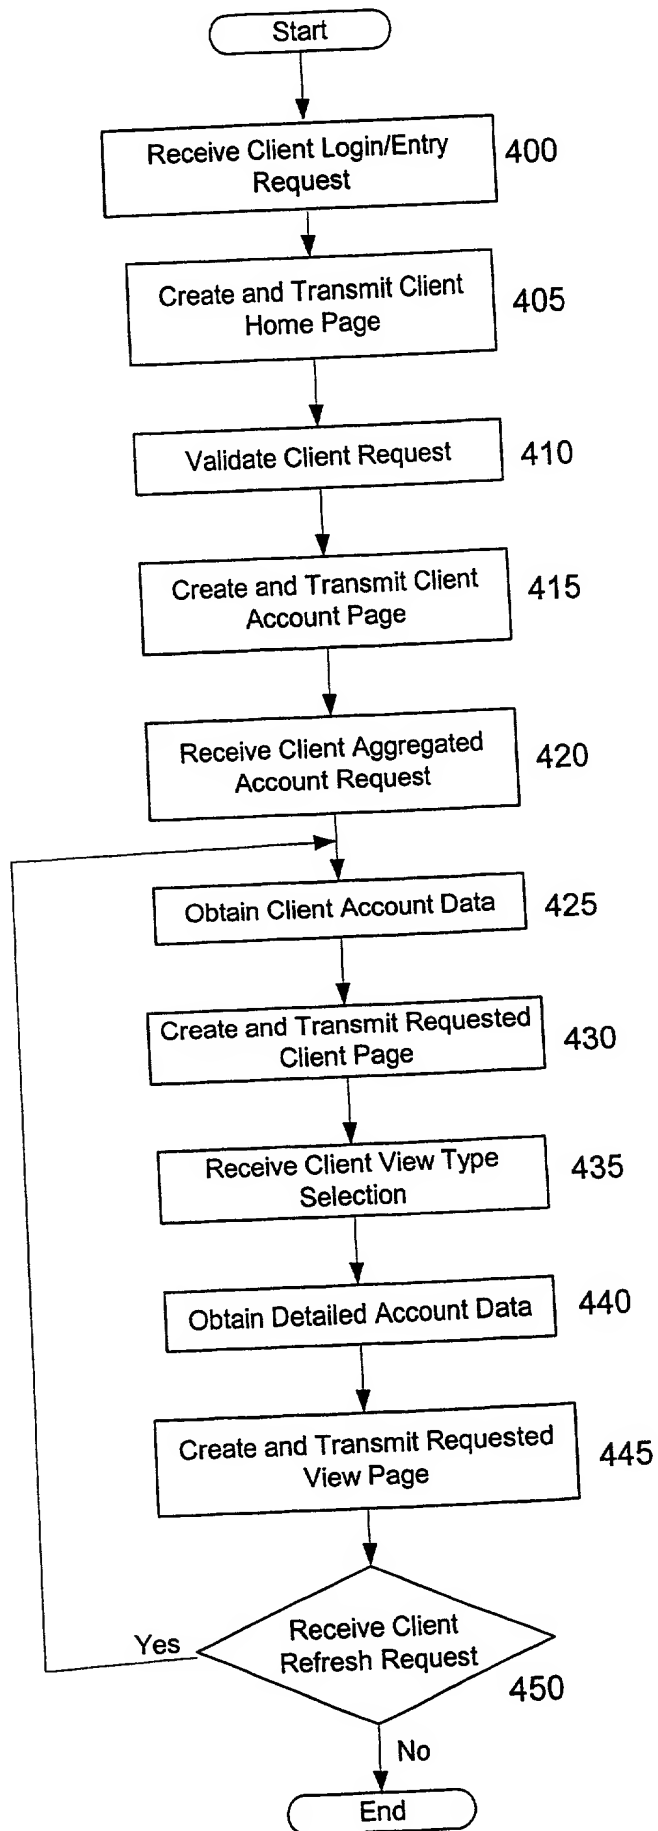 Start
Receive Client Login/Entry
Request
400
Create and Transmit Client
Home Page
405
Validate Client Request
410
Create and Transmit Client
Account Page
415
Receive Client Aggregated
Account Request
420
Obtain Client Account Data
425
Create and Transmit Requested
Client Page
430
Receive Client View Type
Selection
435
Obtain Detailed Account Data
440
Create and Transmit Requested
View Page
445
Receive Client
Refresh Request
450
Yes
No
End